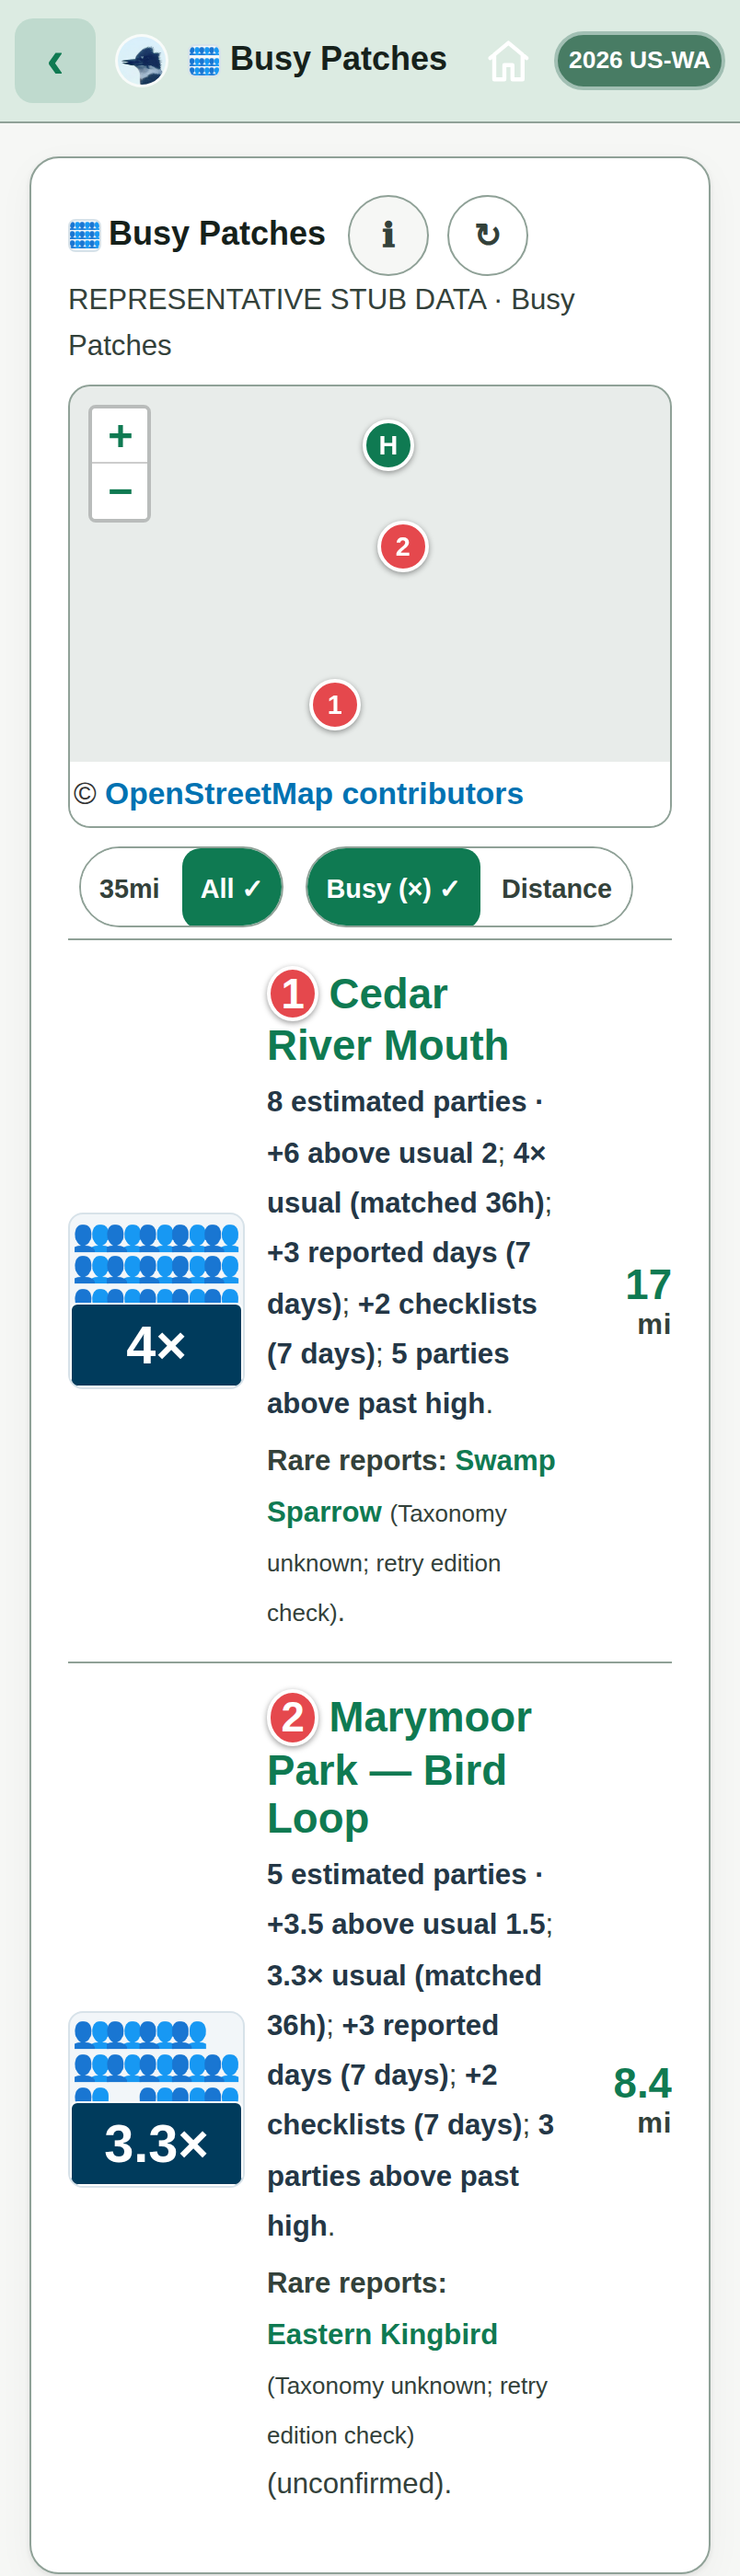 ‹ Busy Patches 2026 US-WA
Busy Patches ℹ ↻
REPRESENTATIVE STUB DATA · Busy
Patches
+
−
H
2
1
© OpenStreetMap contributors
35mi All ✓ Busy (×) ✓ Distance
1 Cedar
River Mouth
8 estimated parties ·
+6 above usual 2; 4×
usual (matched 36h);
+3 reported days (7
days); +2 checklists
(7 days); 5 parties
above past high.
Rare reports: Swamp
Sparrow (Taxonomy
unknown; retry edition
check).
4×
17
mi
2 Marymoor
Park — Bird
Loop
5 estimated parties ·
+3.5 above usual 1.5;
3.3× usual (matched
36h); +3 reported
days (7 days); +2
checklists (7 days); 3
parties above past
high.
Rare reports:
Eastern Kingbird
(Taxonomy unknown; retry
edition check)
(unconfirmed).
3.3×
8.4
mi